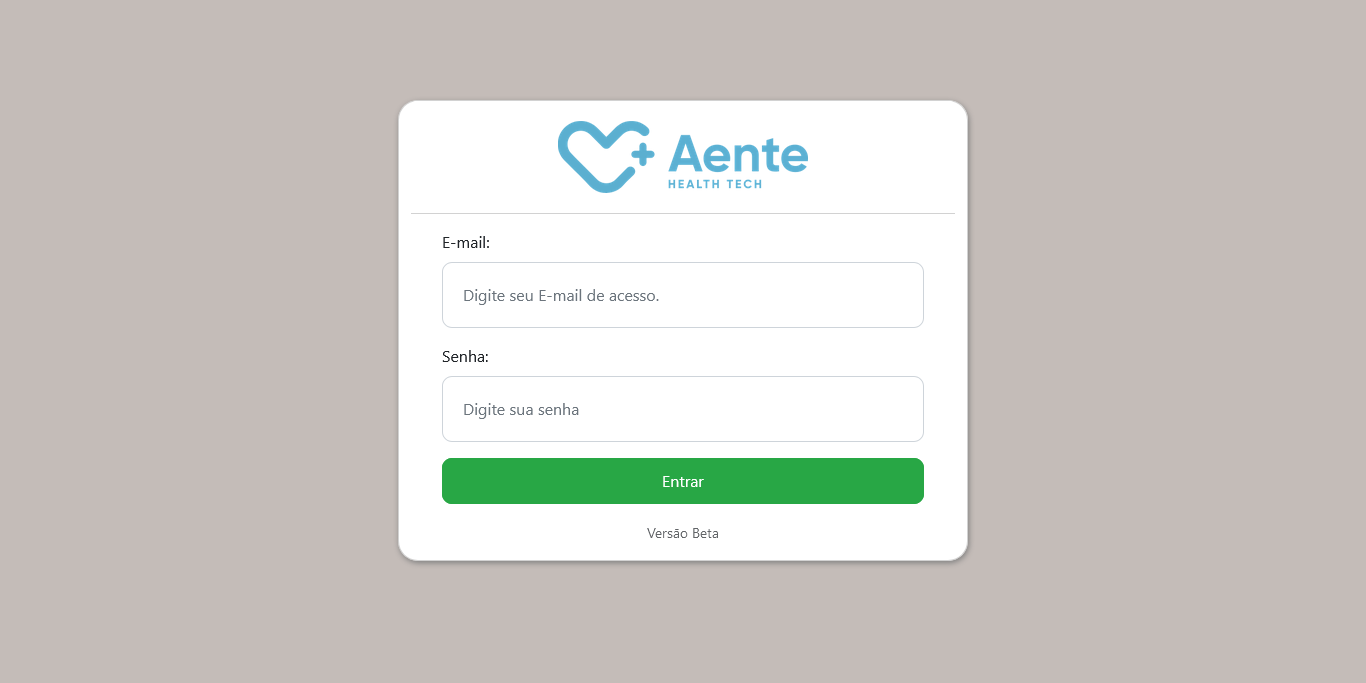 Aente
HEALTH TECH
E-mail:
Digite seu E-mail de acesso.
Senha:
Digite sua senha
Entrar
Versão Beta